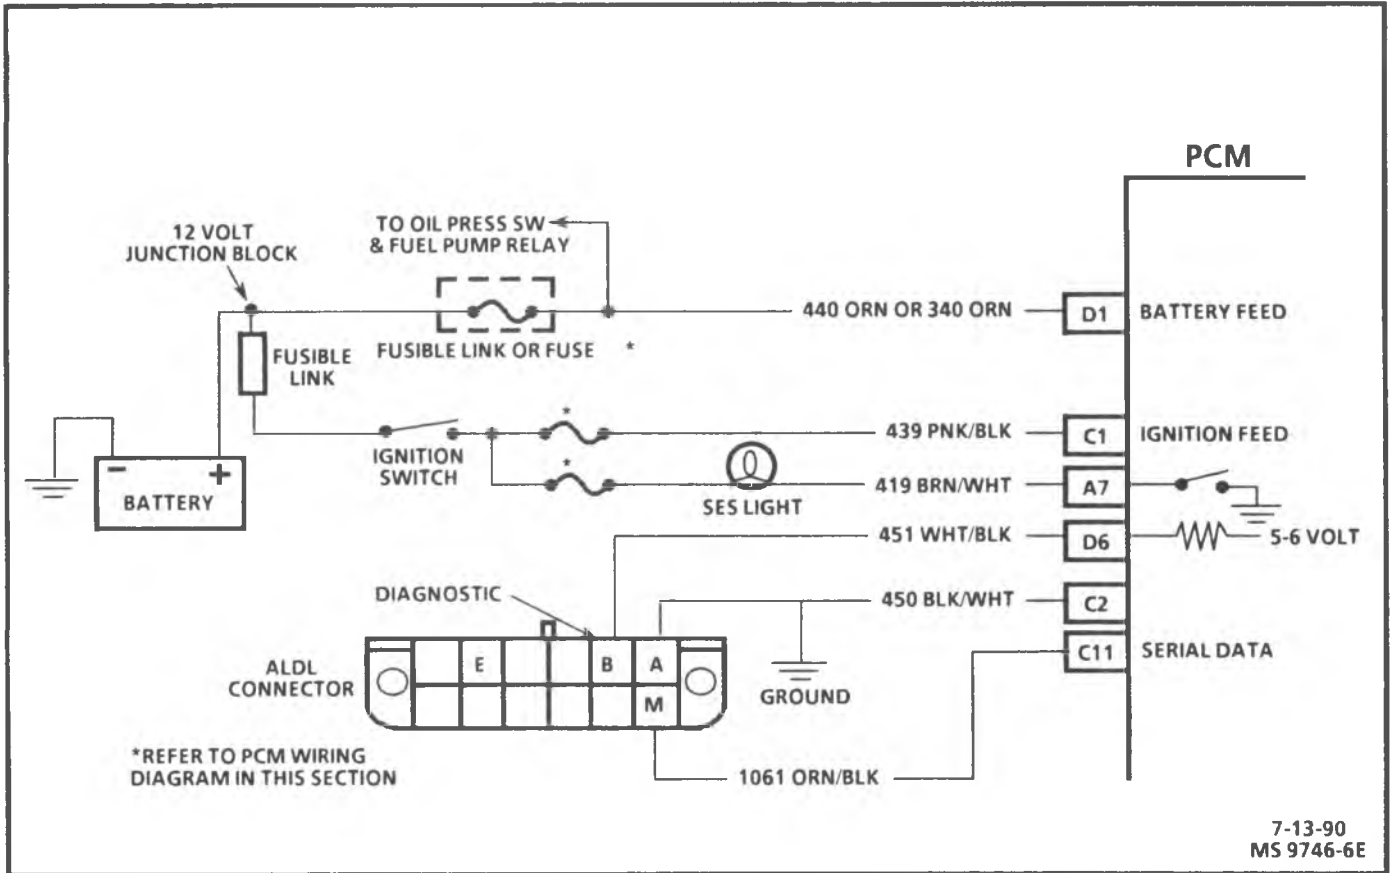 PCM
12 VOLT
JUNCTION BLOCK
TO OIL PRESS SW
& FUEL PUMP RELAY
440 ORN OR 340 ORN
D1
BATTERY FEED
FUSIBLE LINK OR FUSE *
FUSIBLE
LINK
*
439 PNK/BLK
C1
IGNITION FEED
IGNITION
SWITCH
*
- +
BATTERY
SES LIGHT
419 BRN/WHT
A7
451 WHT/BLK
D6
5-6 VOLT
DIAGNOSTIC
450 BLK/WHT
C2
ALDL
CONNECTOR
E
B
A
M
GROUND
C11
SERIAL DATA
*REFER TO PCM WIRING
DIAGRAM IN THIS SECTION
1061 ORN/BLK
7-13-90
MS 9746-6E